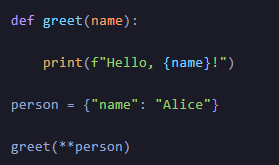 def greet(name):
    print(f"Hello, {name}!")
person = {"name": "Alice"}
greet(**person)